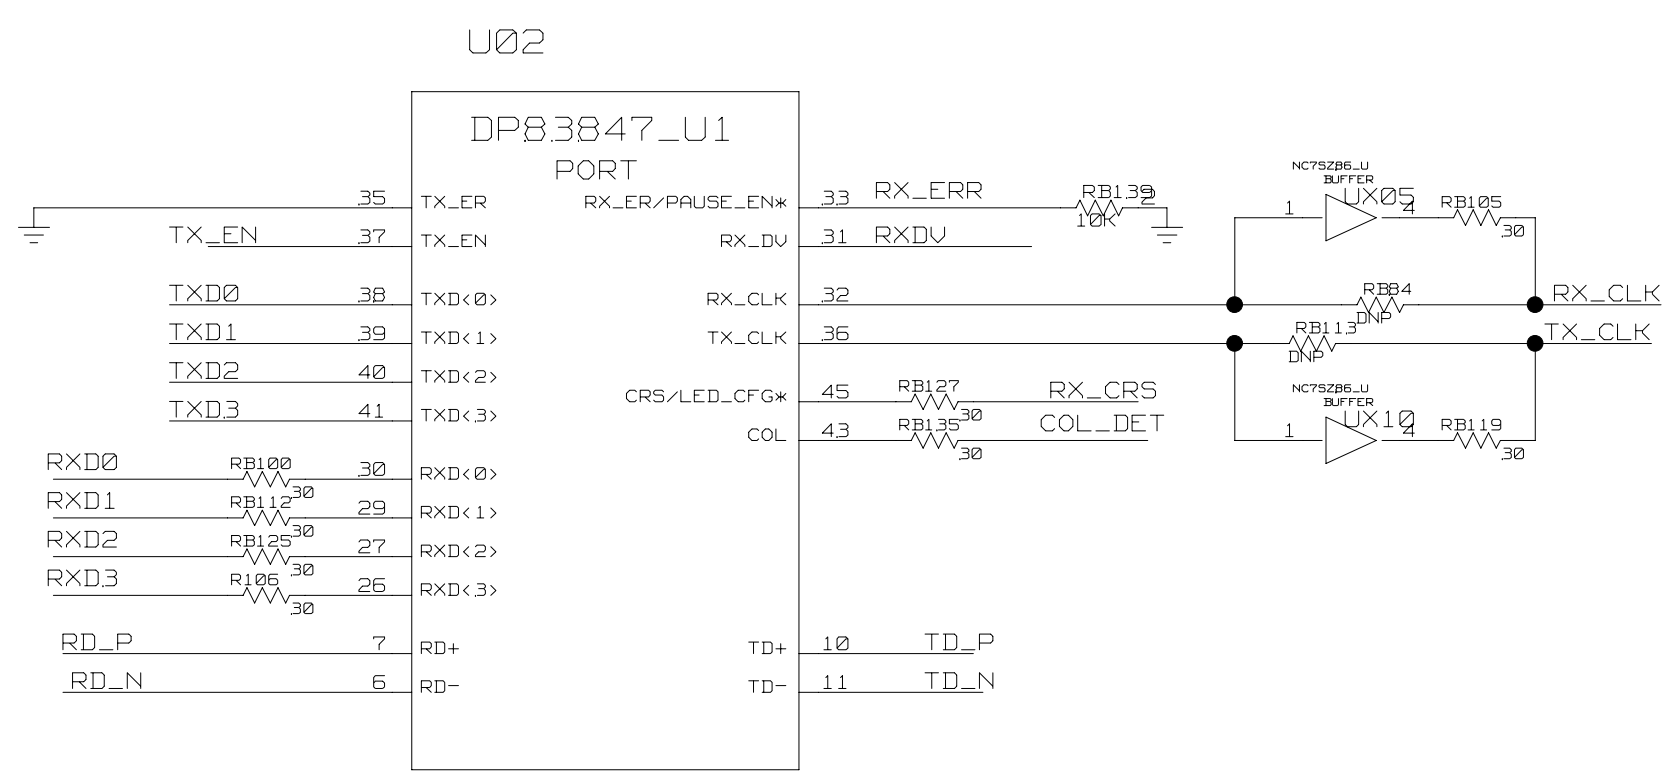 U02
DP83847_U1
PORT
35 TX_ER
TX_EN 37 TX_EN
TXD0 38 TXD<0>
TXD1 39 TXD<1>
TXD2 40 TXD<2>
TXD3 41 TXD<3>
RXD0 RB100 30 30 RXD<0>
RXD1 RB112 30 29 RXD<1>
RXD2 RB125 30 27 RXD<2>
RXD3 R106 30 26 RXD<3>
RD_P 7 RD+
RD_N 6 RD-
RX_ER/PAUSE_EN* 33 RX_ERR RB139 2
10K
RX_DV 31 RXDV
RX_CLK 32 RB84 RX_CLK
DNP
TX_CLK 36 RB113 TX_CLK
DNP
CRS/LED_CFG* 45 RB127 30 RX_CRS
COL 43 RB135 30 COL_DET
TD+ 10 TD_P
TD- 11 TD_N
NC7SZ86_U
BUFFER
UX05
1 4 RB105
30
NC7SZ86_U
BUFFER
UX10
1 4 RB119
30